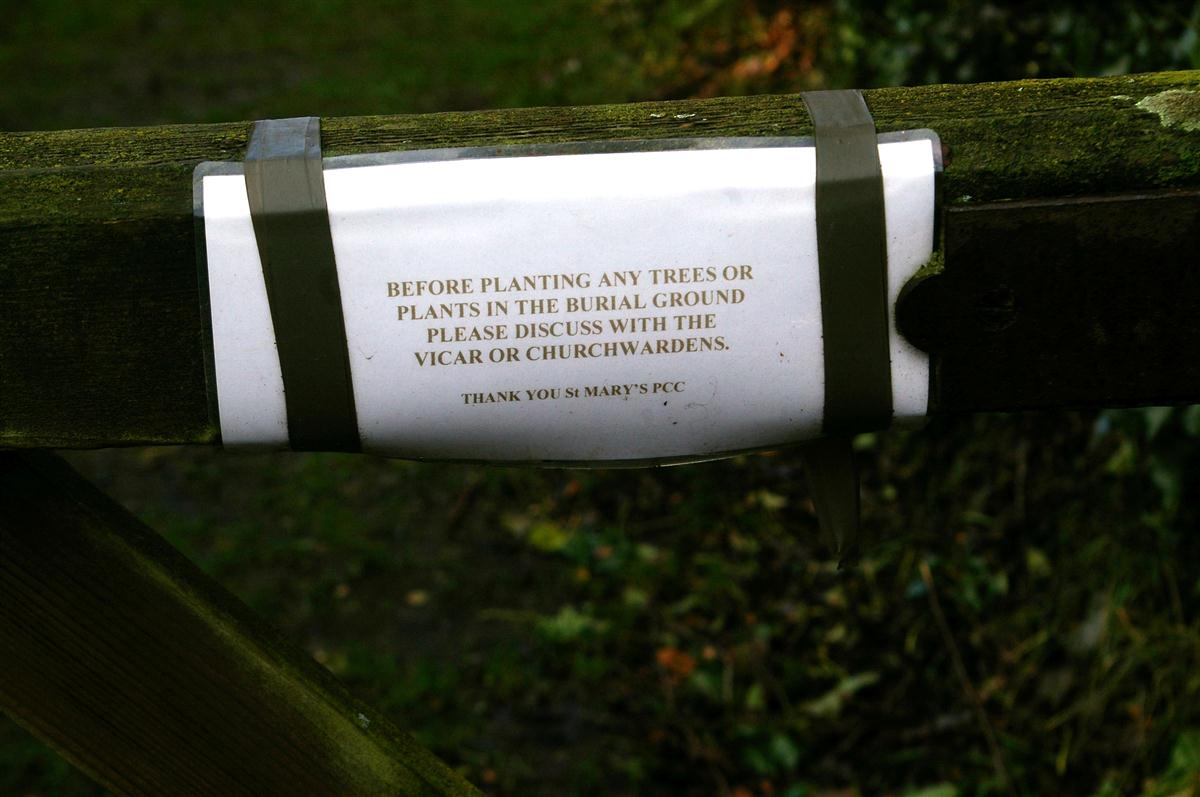 BEFORE PLANTING ANY TREES OR
PLANTS IN THE BURIAL GROUND
PLEASE DISCUSS WITH THE
VICAR OR CHURCHWARDENS.
THANK YOU St MARY'S PCC